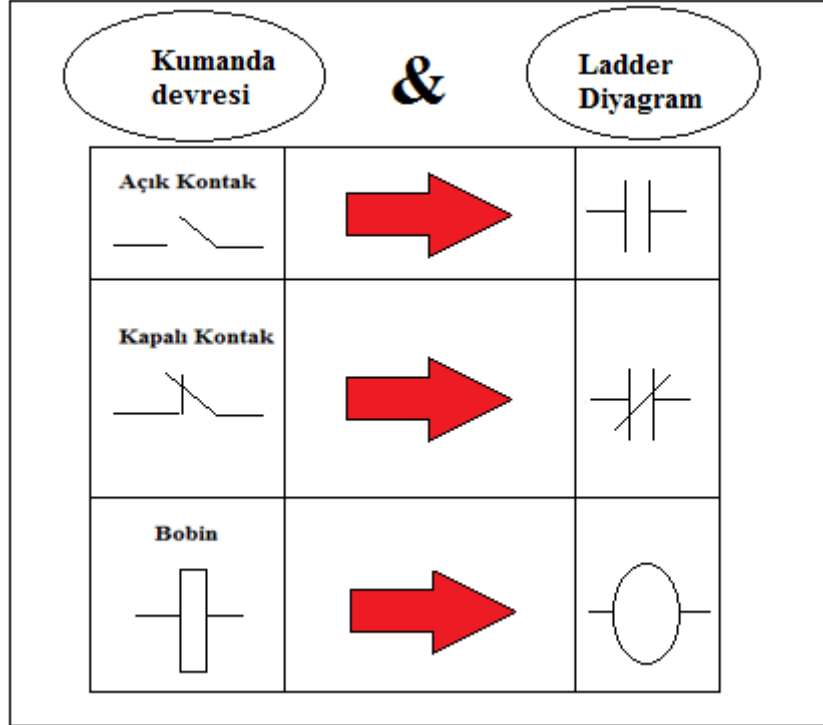 Kumanda
devresi
&
Ladder
Diyagram
Açık Kontak
Kapalı Kontak
Bobin